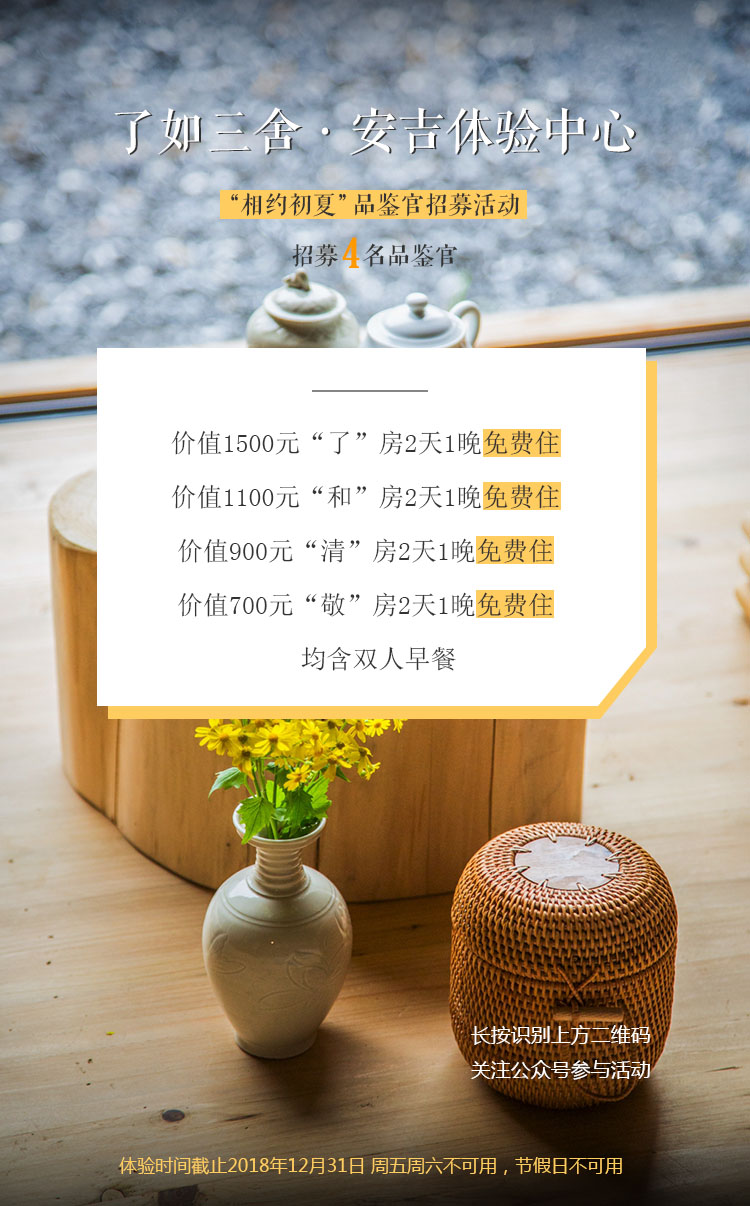 了如三舍·安吉体验中心
“相约初夏”品鉴官招募活动
招募4名品鉴官
价值1500元“了”房2天1晚免费住
价值1100元“和”房2天1晚免费住
价值900元“清”房2天1晚免费住
价值700元“敬”房2天1晚免费住
均含双人早餐
长按识别上方二维码
关注公众号参与活动
体验时间截止2018年12月31日 周五周六不可用，节假日不可用